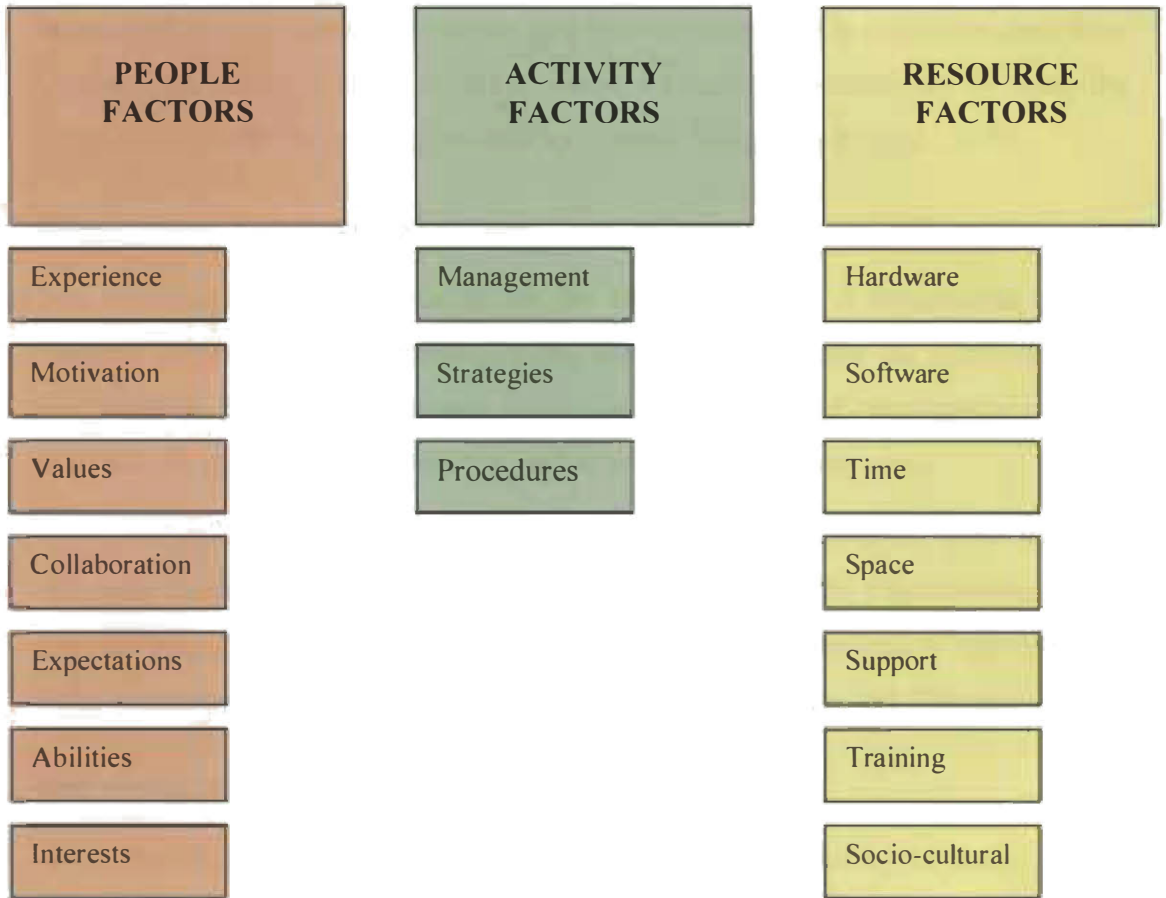 PEOPLE
FACTORS
Experience
Motivation
Values
Collaboration
Expectations
Abilities
Interests
ACTIVITY
FACTORS
Management
Strategies
Procedures
RESOURCE
FACTORS
Hardware
Software
Time
Space
Support
Training
Socio-cultural